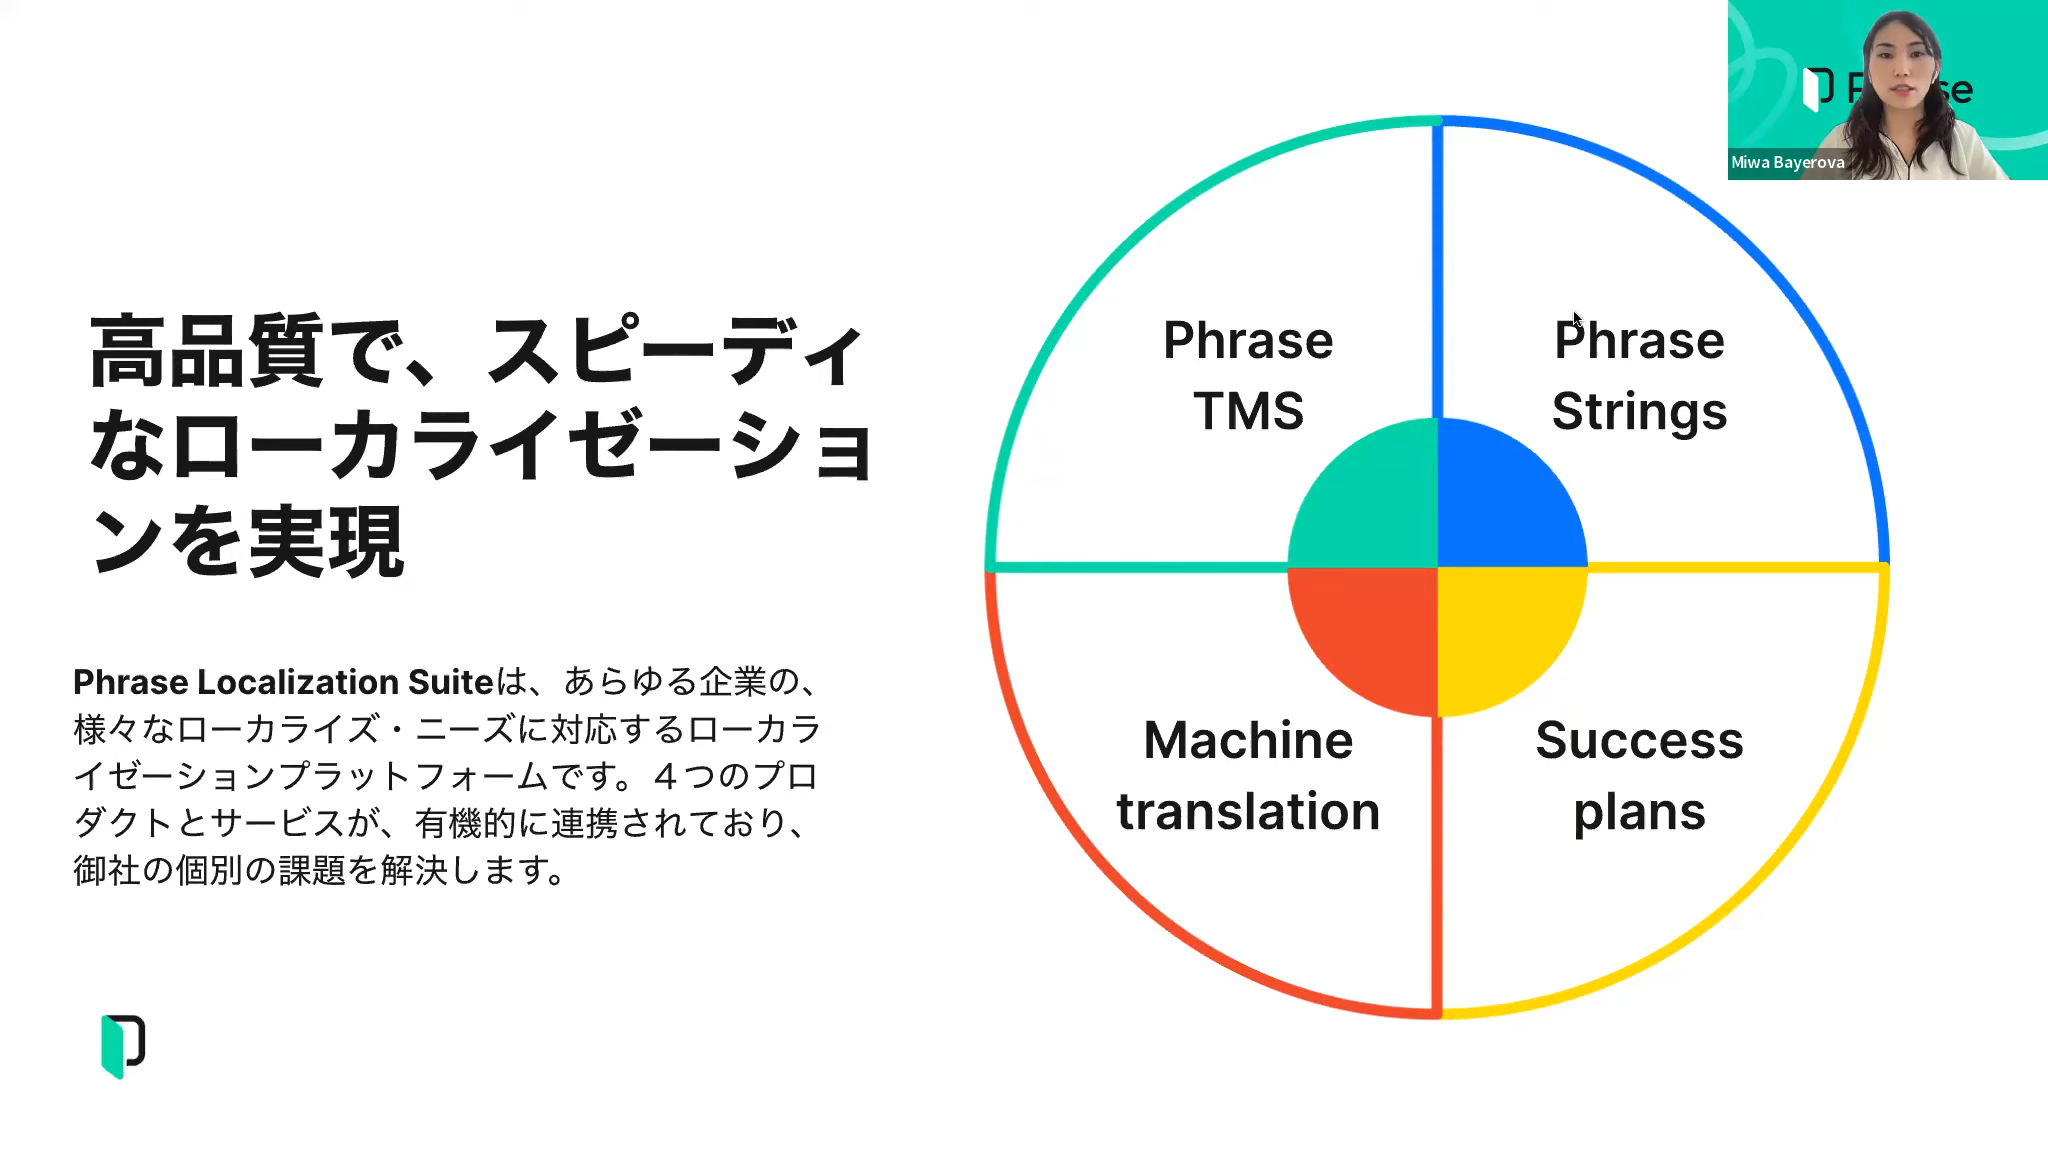 高品質で、スピーディ
なローカライゼーショ
ンを実現
Phrase Localization Suiteは、あらゆる企業の、
様々なローカライズ・ニーズに対応するローカラ
イゼーションプラットフォームです。４つのプロ
ダクトとサービスが、有機的に連携されており、
御社の個別の課題を解決します。
Phrase
TMS
Phrase
Strings
Machine
translation
Success
plans
Miwa Bayerova